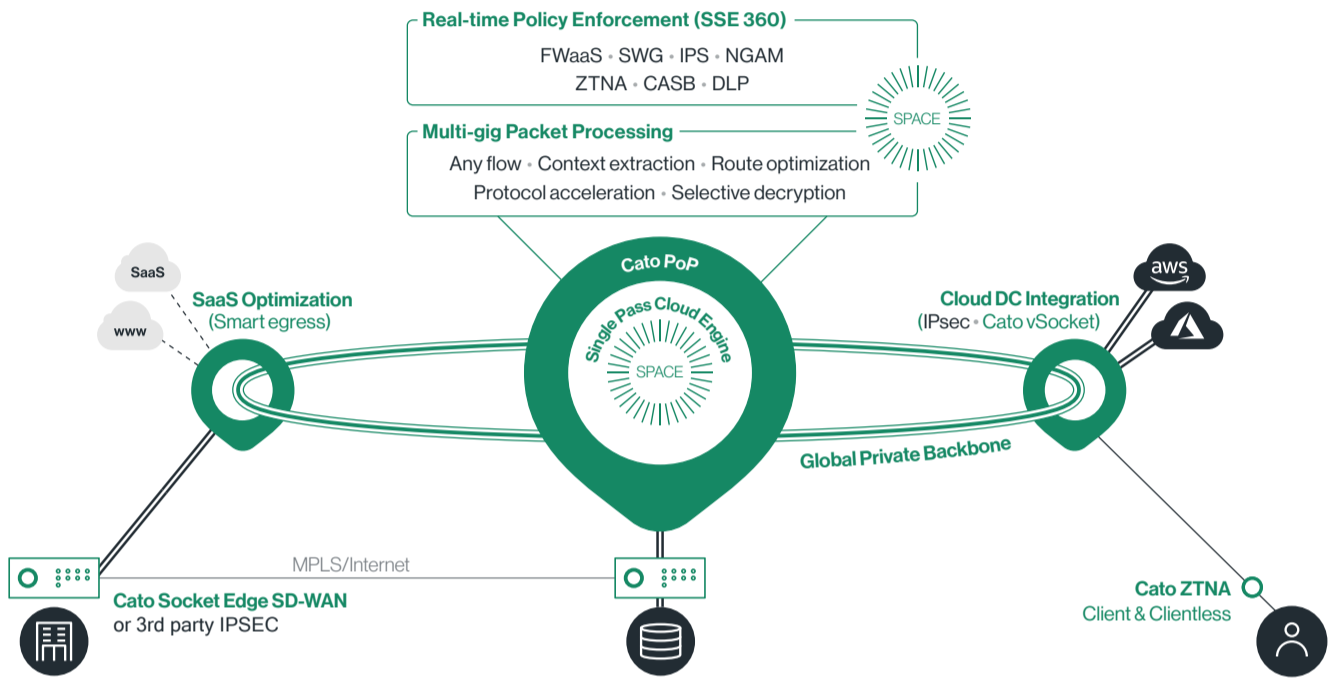 Real-time Policy Enforcement (SSE 360)
FWaaS • SWG • IPS • NGAM
ZTNA • CASB • DLP
SPACE
Multi-gig Packet Processing
Any flow • Context extraction • Route optimization
Protocol acceleration • Selective decryption
Cato PoP
Single Pass Cloud Engine
SPACE
SaaS
www
SaaS Optimization
(Smart egress)
Cloud DC Integration
(IPsec • Cato vSocket)
aws
Global Private Backbone
MPLS/Internet
Cato Socket Edge SD-WAN
or 3rd party IPSEC
Cato ZTNA
Client & Clientless